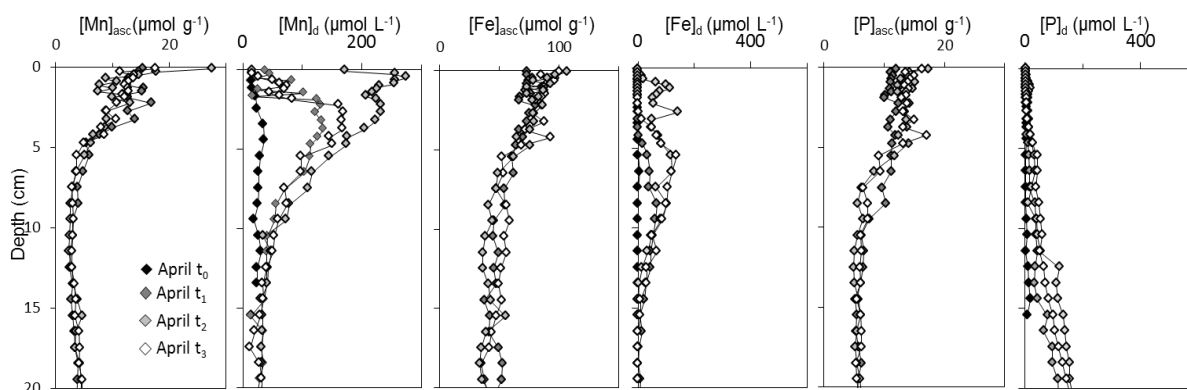 [Mn]asc(µmol g⁻¹) [Mn]d(µmol L⁻¹) [Fe]asc(µmol g⁻¹) [Fe]d(µmol L⁻¹) [P]asc(µmol g⁻¹) [P]d(µmol L⁻¹)
0 20 0 200 0 100 0 400 0 20 0 400
0
5
10
15
20
Depth (cm)
April t₀
April t₁
April t₂
April t₃